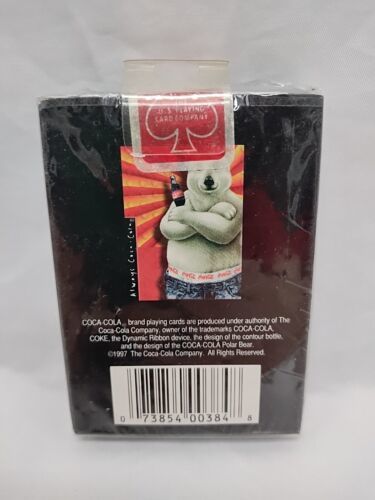 U.S. PLAYING
CARD COMPANY
Always Coca-Cola
COCA-COLA® brand playing cards are produced under authority of The
Coca-Cola Company, owner of the trademarks COCA-COLA,
COKE, the Dynamic Ribbon device, the design of the contour bottle,
and the design of the COCA-COLA Polar Bear.
©1997 The Coca-Cola Company. All Rights Reserved.
0 73854 00384 8